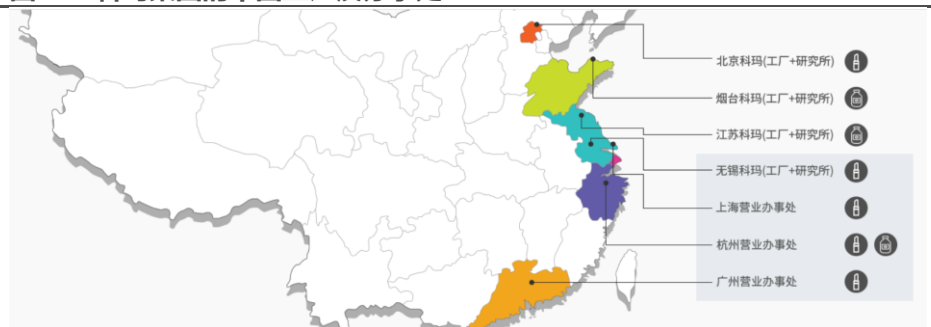 北京科玛(工厂+研究所)
烟台科玛(工厂+研究所)
江苏科玛(工厂+研究所)
无锡科玛(工厂+研究所)
上海营业办事处
杭州营业办事处
广州营业办事处